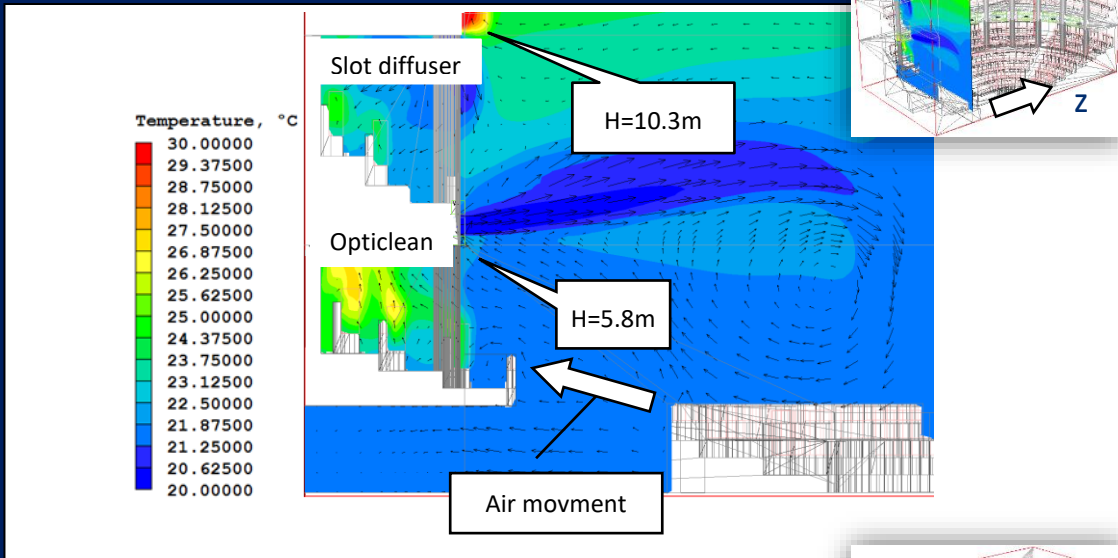 Slot diffuser
H=10.3m
Z
Temperature, °C
30.00000
29.37500
28.75000
28.12500
27.50000
26.87500
26.25000
25.62500
25.00000
24.37500
23.75000
23.12500
22.50000
21.87500
21.25000
20.62500
20.00000
Opticlean
H=5.8m
Air movment